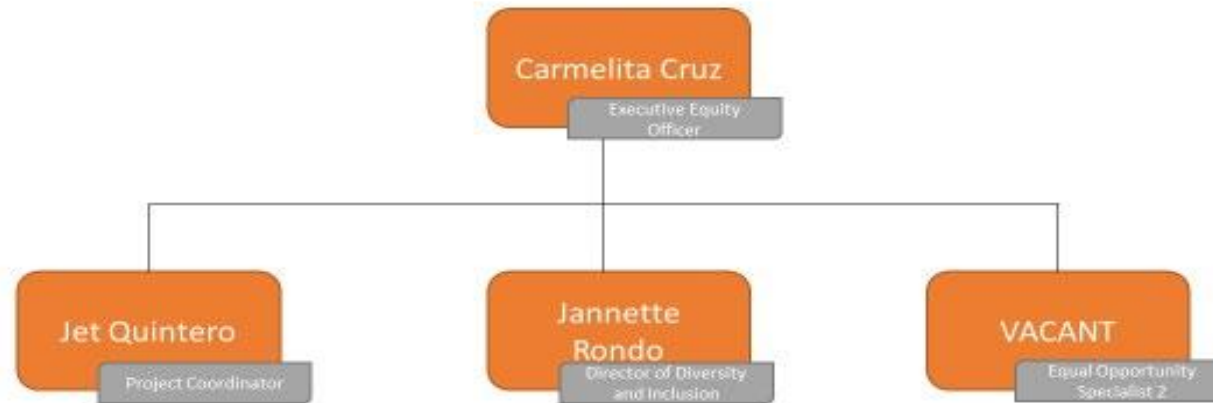 Carmelita Cruz
Executive Equity
Officer
Jet Quintero
Project Coordinator
Jannette
Rondo
Director of Diversity
and Inclusion
VACANT
Equal Opportunity
Specialist 2